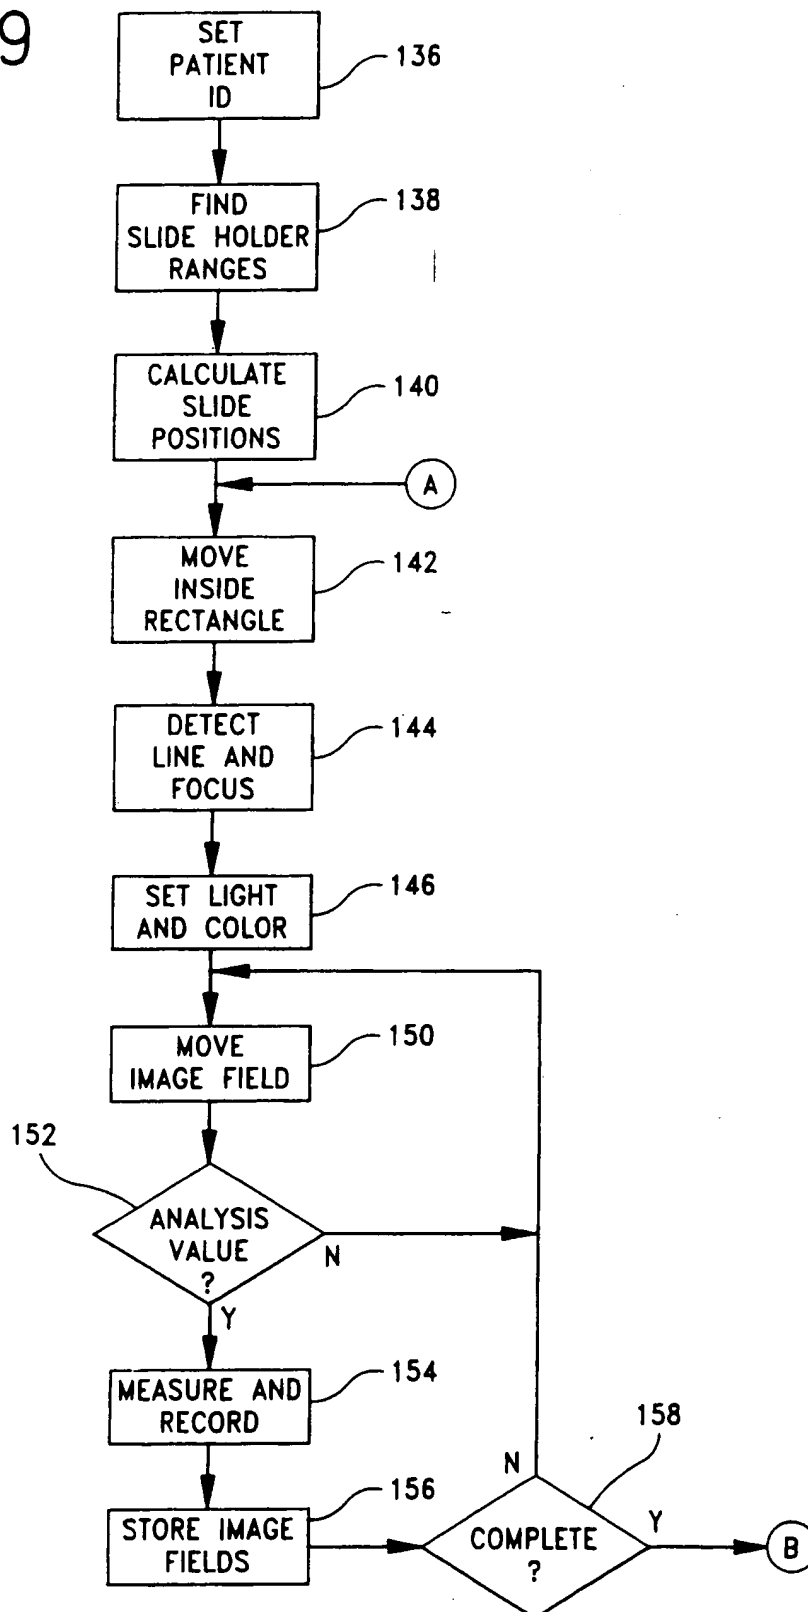 9
SET
PATIENT
ID
136
FIND
SLIDE HOLDER
RANGES
138
CALCULATE
SLIDE
POSITIONS
140
A
MOVE
INSIDE
RECTANGLE
142
DETECT
LINE AND
FOCUS
144
SET LIGHT
AND COLOR
146
MOVE
IMAGE FIELD
150
152
ANALYSIS
VALUE
?
N
Y
MEASURE AND
RECORD
154
STORE IMAGE
FIELDS
156
158
N
COMPLETE
?
Y
B